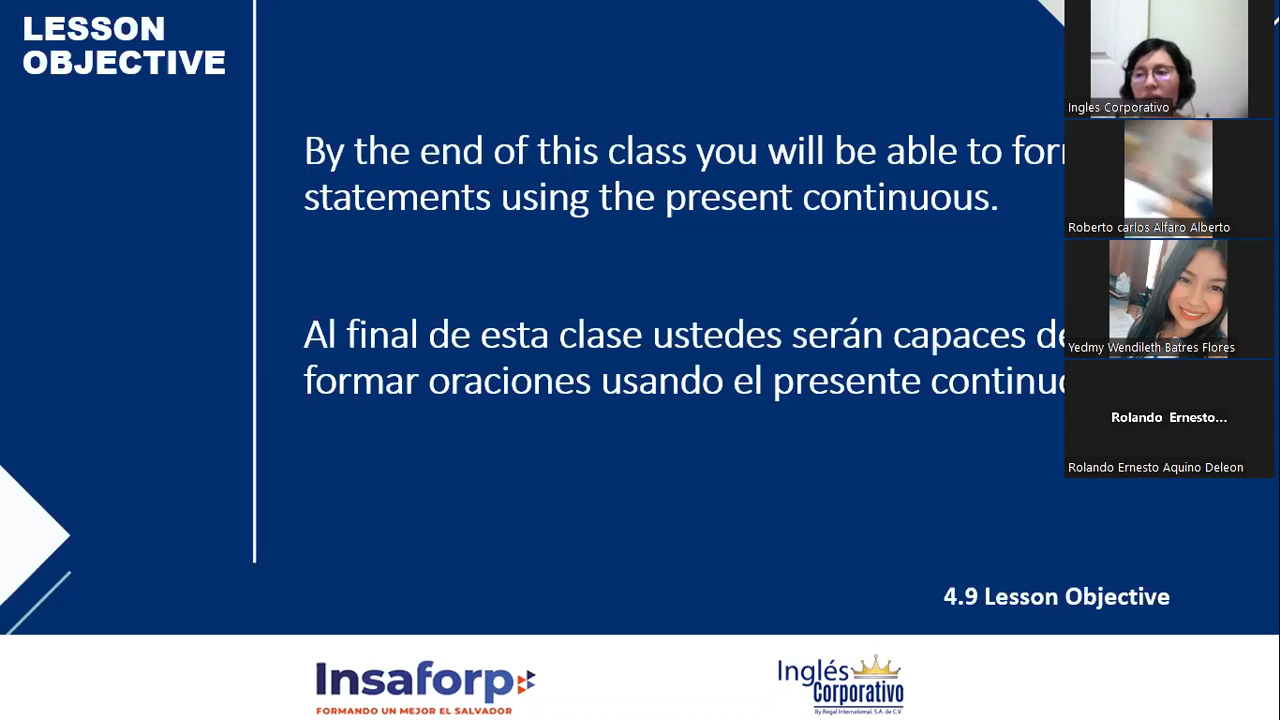 LESSON
OBJECTIVE
By the end of this class you will be able to
statements using the present continuous.
Al final de esta clase ustedes serán capaces
formar oraciones usando el presente
4.9 Lesson Objective
Insaforp
FORMANDO UN MEJOR EL SALVADOR
Inglés
Corporativo
By Regal International, S.A. de C.V.
Ingles Corporativo
Roberto carlos Alfaro Alberto
Yedmy Wendileth Batres Flores
Rolando Ernesto...
Rolando Ernesto Aquino Deleon